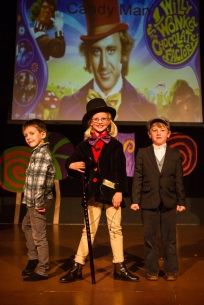 Candy Man
WILLY
WONKA
& THE
CHOCOLATE
FACTORY